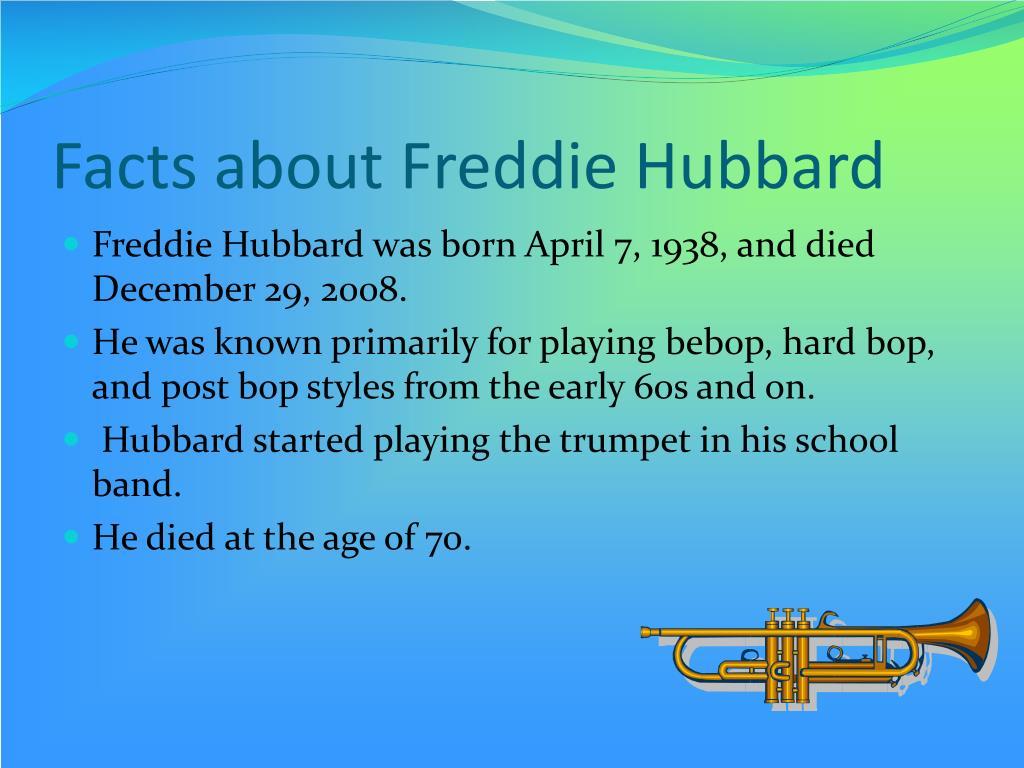 Facts about Freddie Hubbard
Freddie Hubbard was born April 7, 1938, and died
December 29, 2008.
He was known primarily for playing bebop, hard bop,
and post bop styles from the early 60s and on.
Hubbard started playing the trumpet in his school
band.
He died at the age of 70.